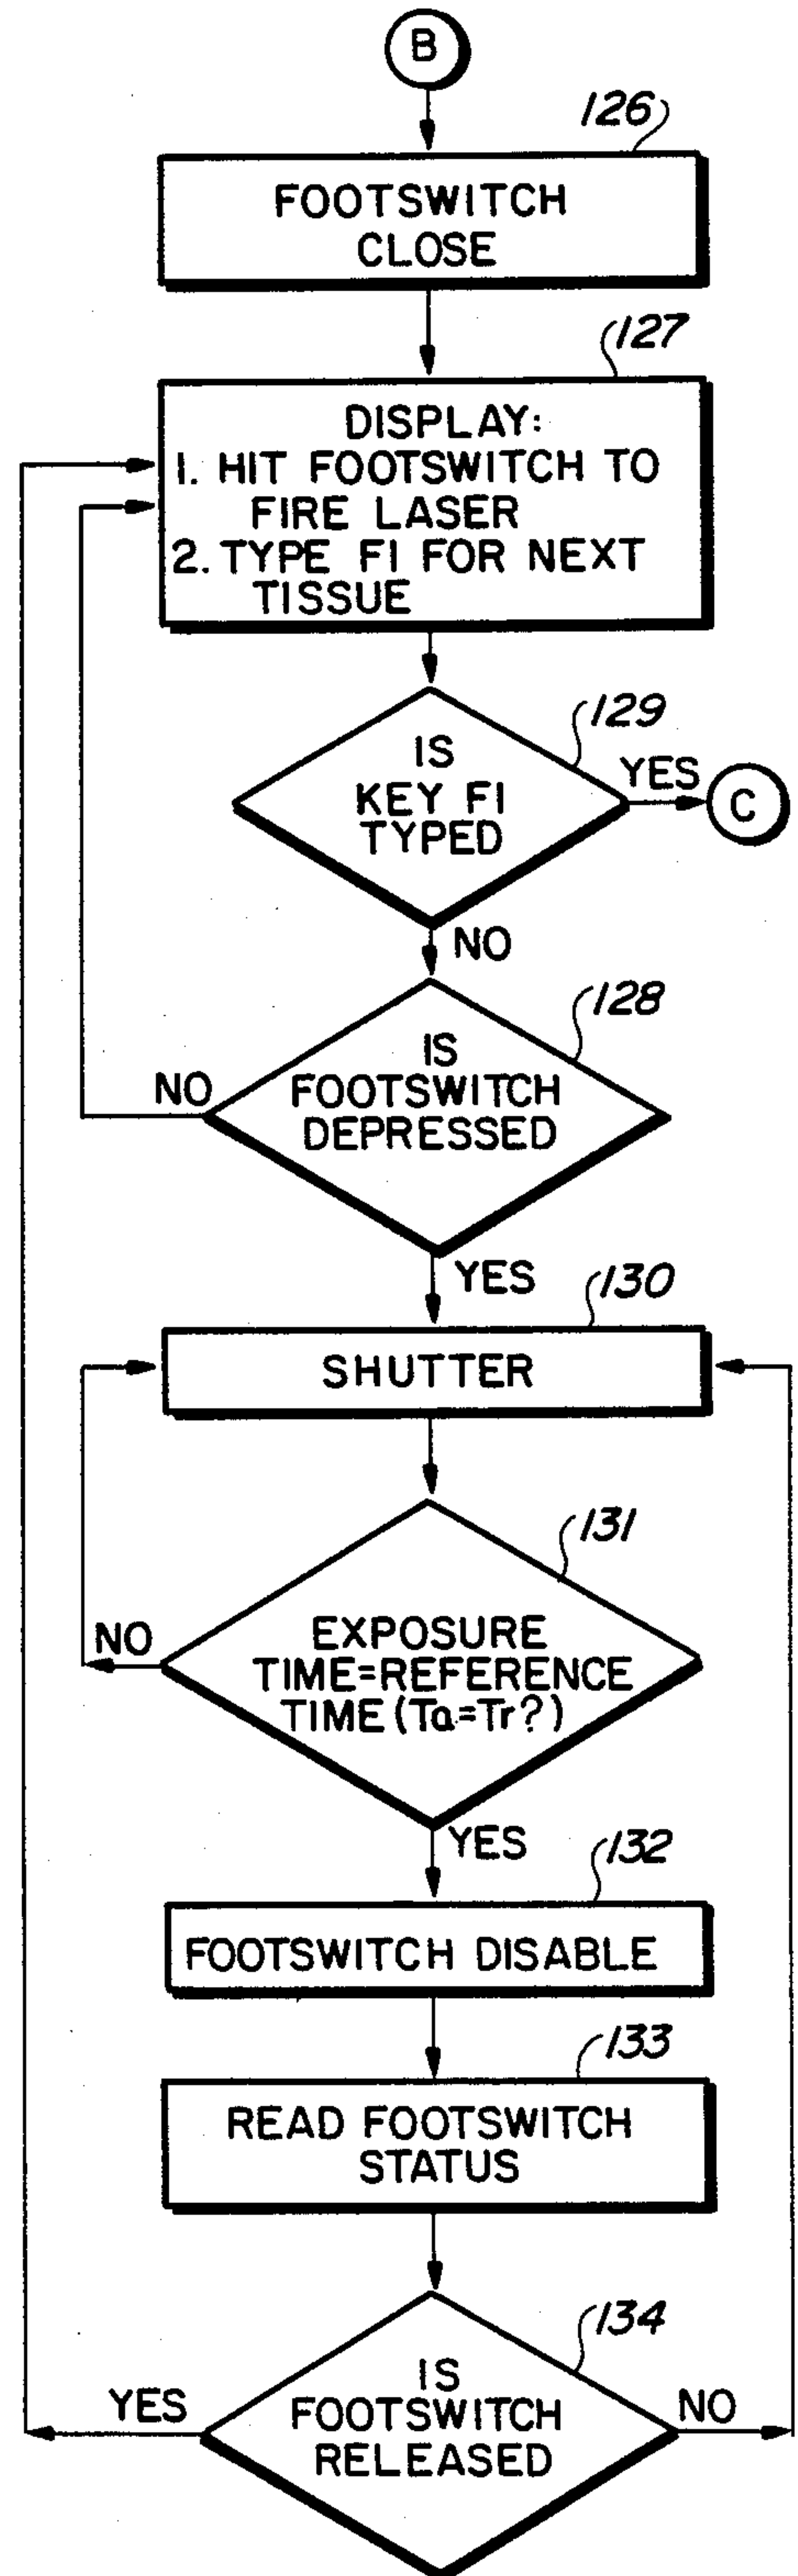 B
126
FOOTSWITCH
CLOSE
127
DISPLAY:
1. HIT FOOTSWITCH TO
FIRE LASER
2. TYPE F1 FOR NEXT
TISSUE
129
IS
KEY F1
TYPED
YES
C
NO
128
IS
FOOTSWITCH
DEPRESSED
NO
YES
130
SHUTTER
131
EXPOSURE
TIME=REFERENCE
TIME (Ta=Tr?)
NO
YES
132
FOOTSWITCH DISABLE
133
READ FOOTSWITCH
STATUS
134
IS
FOOTSWITCH
RELEASED
YES
NO